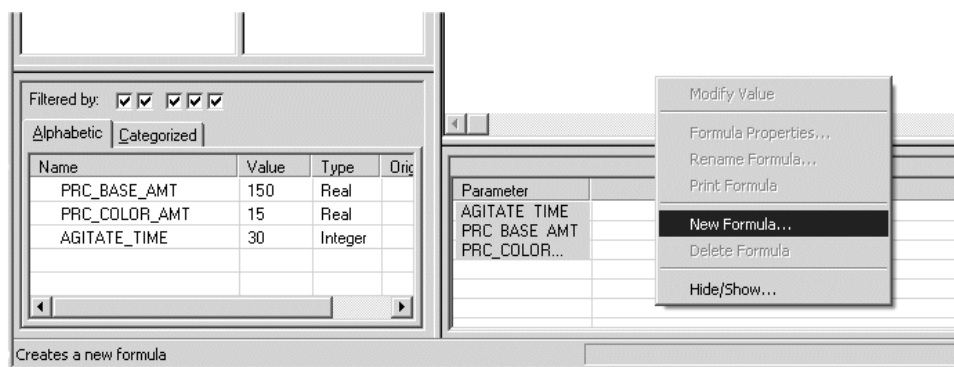 Filtered by:
Alphabetic Categorized
Name Value Type Orig
PRC_BASE_AMT 150 Real
PRC_COLOR_AMT 15 Real
AGITATE_TIME 30 Integer
Parameter
AGITATE TIME
PRC BASE AMT
PRC_COLOR...
Modify Value
Formula Properties...
Rename Formula...
Print Formula
New Formula...
Delete Formula
Hide/Show...
Creates a new formula